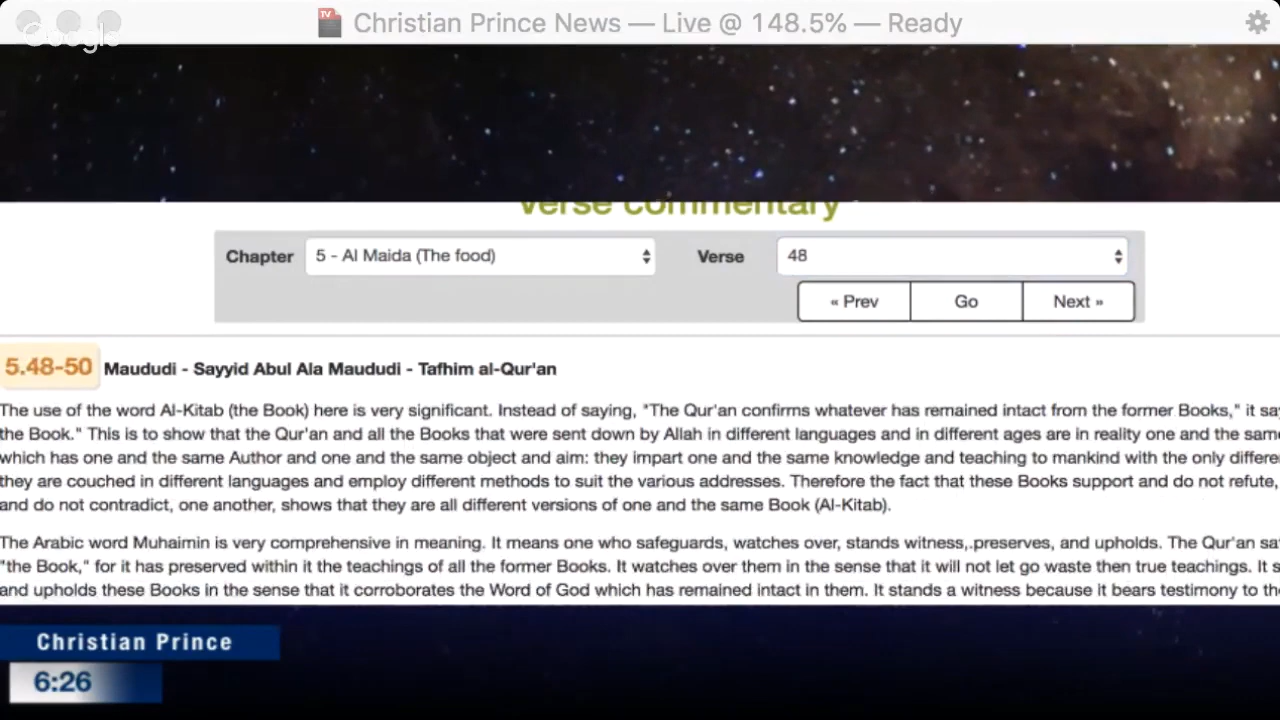 Christian Prince News — Live @ 148.5% — Ready
Google
Verse commentary
Chapter 5 - Al Maida (The food) Verse 48
« Prev Go Next »
5.48-50 Maududi - Sayyid Abul Ala Maududi - Tafhim al-Qur'an
The use of the word Al-Kitab (the Book) here is very significant. Instead of saying, "The Qur'an confirms whatever has remained intact from the former Books," it sa
the Book." This is to show that the Qur'an and all the Books that were sent down by Allah in different languages and in different ages are in reality one and the sam
which has one and the same Author and one and the same object and aim: they impart one and the same knowledge and teaching to mankind with the only differe
they are couched in different languages and employ different methods to suit the various addresses. Therefore the fact that these Books support and do not refute,
and do not contradict, one another, shows that they are all different versions of one and the same Book (Al-Kitab).
The Arabic word Muhaimin is very comprehensive in meaning. It means one who safeguards, watches over, stands witness,.preserves, and upholds. The Qur'an sa
"the Book," for it has preserved within it the teachings of all the former Books. It watches over them in the sense that it will not let go waste then true teachings. It s
and upholds these Books in the sense that it corroborates the Word of God which has remained intact in them. It stands a witness because it bears testimony to th
Christian Prince
6:26